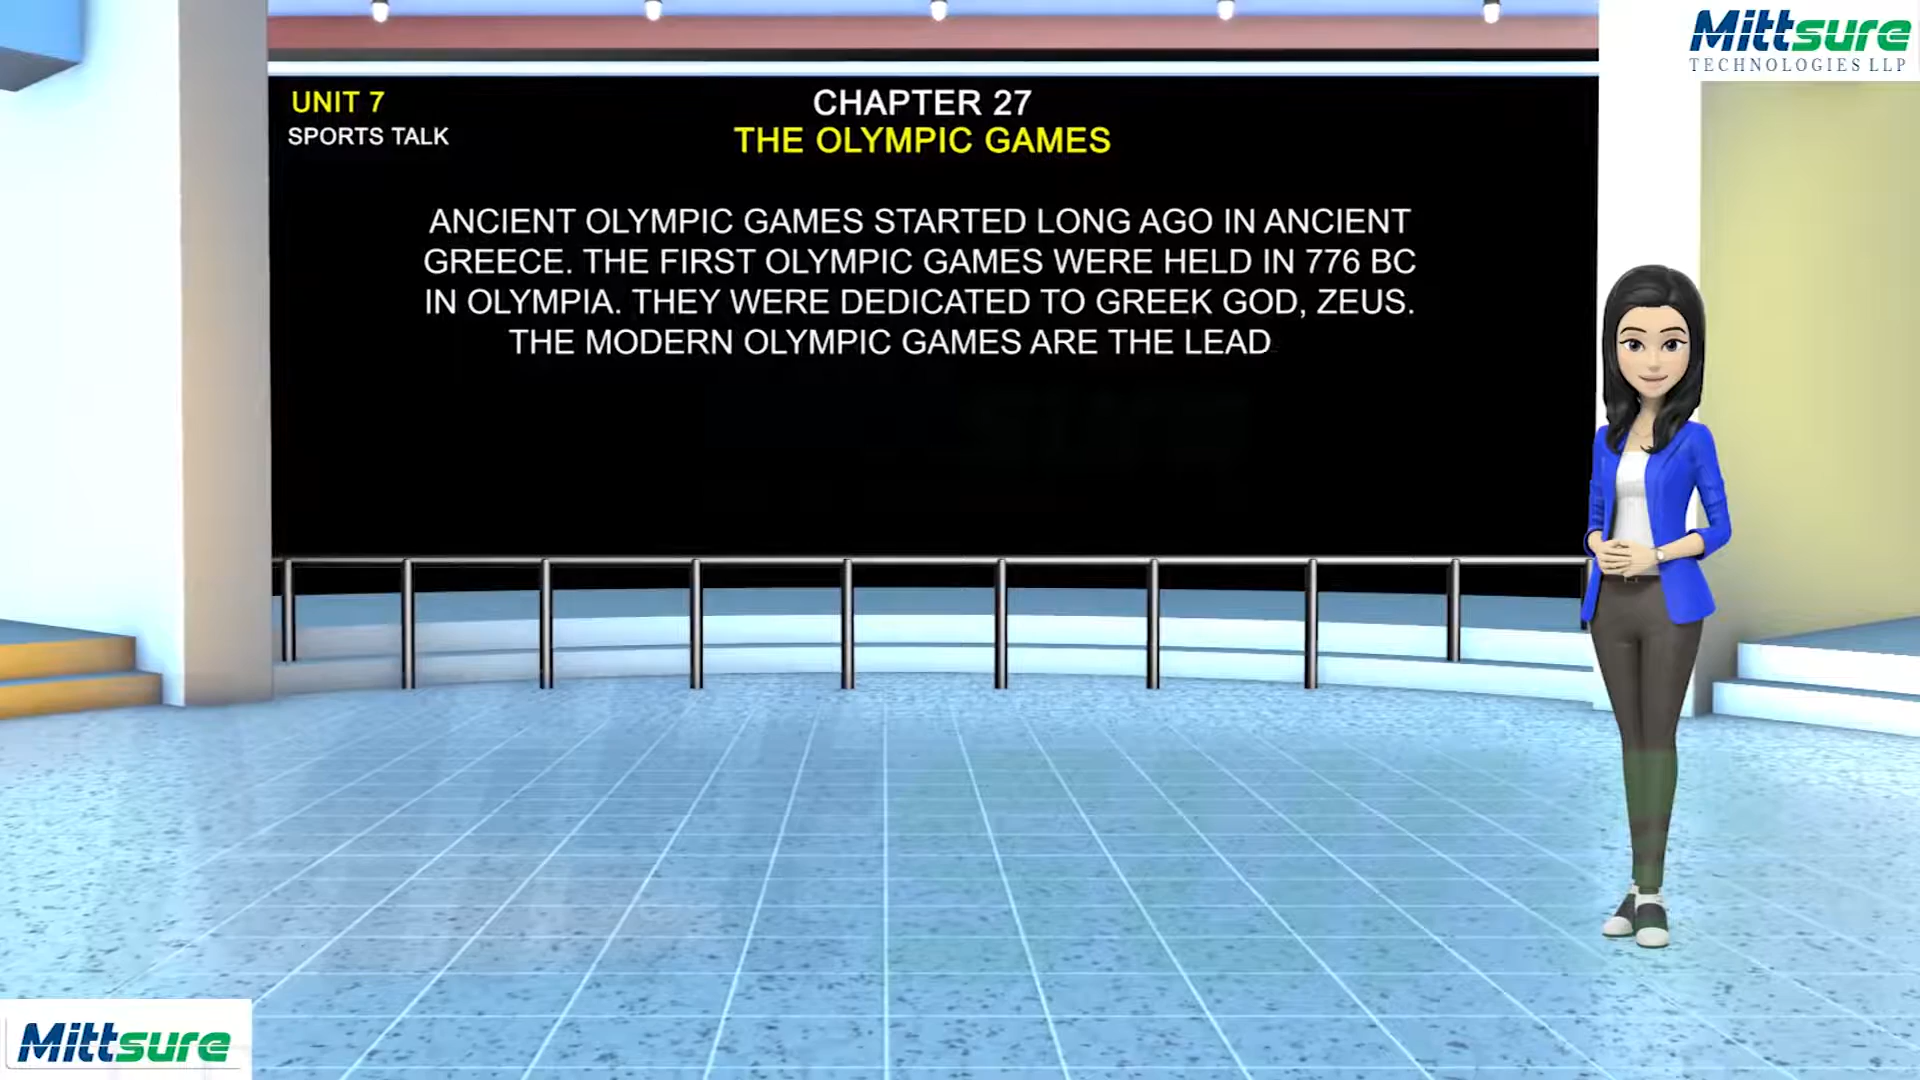 Mittsure
TECHNOLOGIES LLP
UNIT 7
SPORTS TALK
CHAPTER 27
THE OLYMPIC GAMES
ANCIENT OLYMPIC GAMES STARTED LONG AGO IN ANCIENT
GREECE. THE FIRST OLYMPIC GAMES WERE HELD IN 776 BC
IN OLYMPIA. THEY WERE DEDICATED TO GREEK GOD, ZEUS.
THE MODERN OLYMPIC GAMES ARE THE LEAD
Mittsure